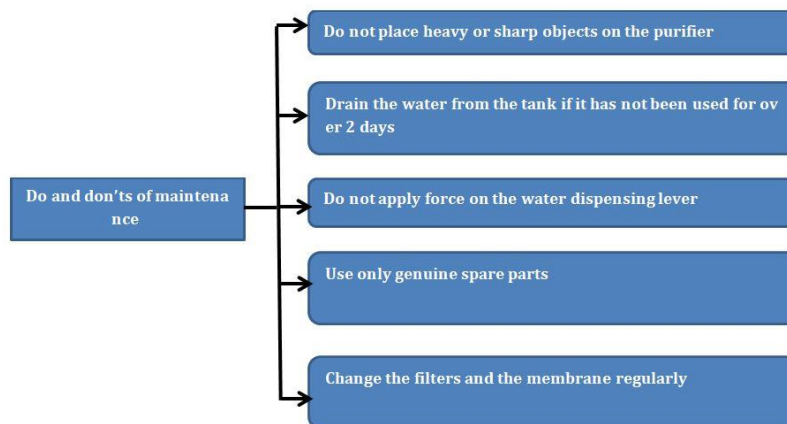 Do not place heavy or sharp objects on the purifier
Drain the water from the tank if it has not been used for ov
er 2 days
Do and don'ts of maintena
nce
Do not apply force on the water dispensing lever
Use only genuine spare parts
Change the filters and the membrane regularly